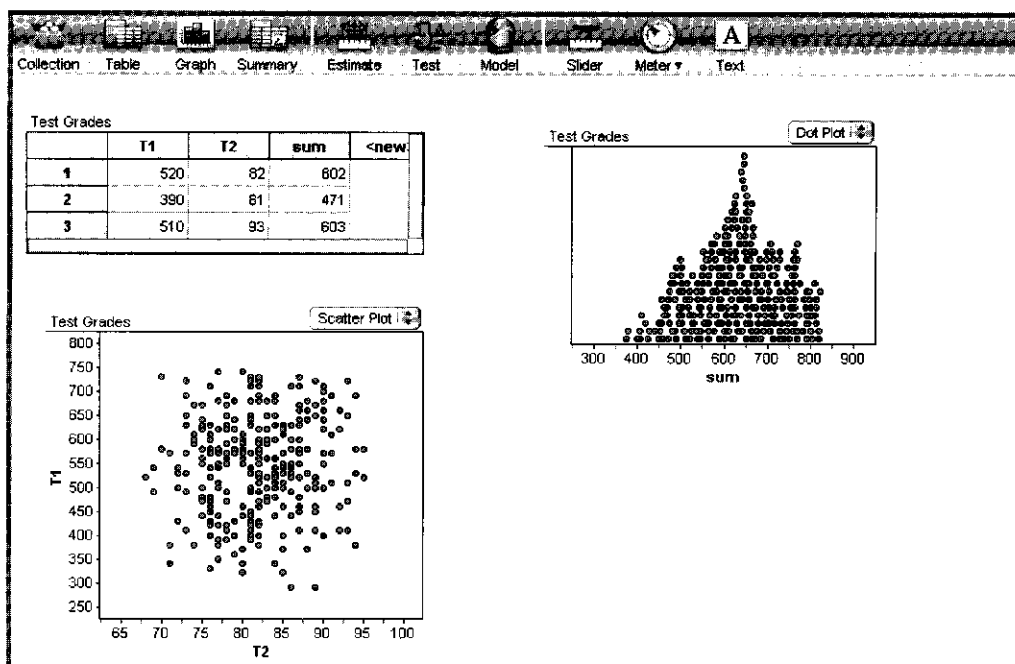 Collection Table Graph Summary Estimate Test Model Slider Meter Text
Test Grades
T1 T2 sum <new
1 520 82 602
2 390 81 471
3 510 93 603
Test Grades Dot Plot
300 400 500 600 700 800 900
sum
Test Grades Scatter Plot
800
750
700
650
600
550
500
450
400
350
300
250
T1
65 70 75 80 85 90 95 100
T2
A